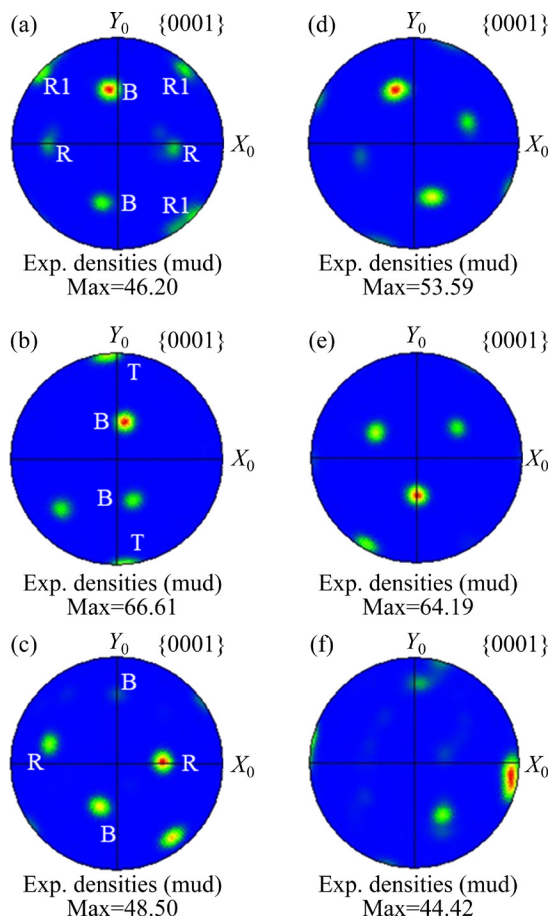 (a) Y₀ {0001}
R1 R1
B
X₀
R R
B R1
Exp. densities (mud)
Max=46.20
(d) Y₀ {0001}
X₀
Exp. densities (mud)
Max=53.59
(b) Y₀ {0001}
T
B
X₀
B
T
Exp. densities (mud)
Max=66.61
(e) Y₀ {0001}
X₀
Exp. densities (mud)
Max=64.19
(c) Y₀ {0001}
B
R R X₀
B
Exp. densities (mud)
Max=48.50
(f) Y₀ {0001}
X₀
Exp. densities (mud)
Max=44.42